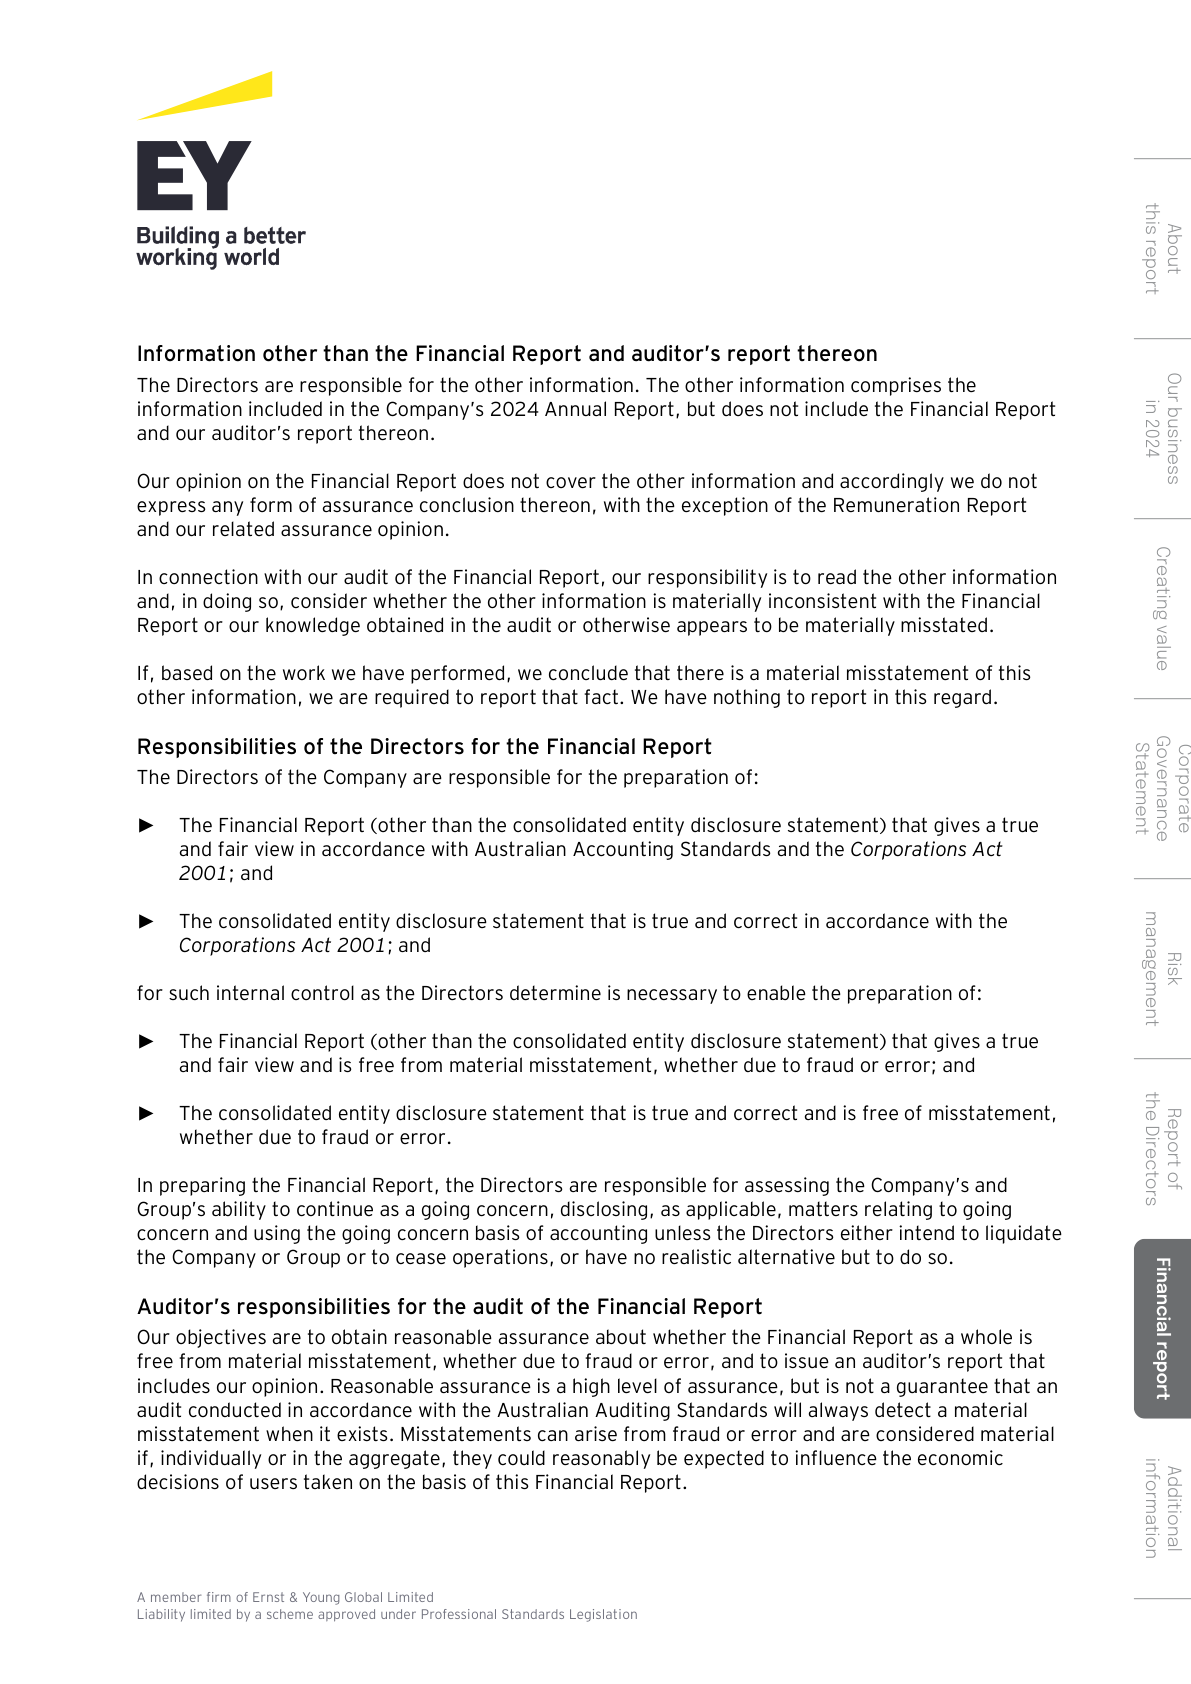 EY
Building a better
working world
Information other than the Financial Report and auditor’s report thereon
The Directors are responsible for the other information. The other information comprises the
information included in the Company’s 2024 Annual Report, but does not include the Financial Report
and our auditor’s report thereon.
Our opinion on the Financial Report does not cover the other information and accordingly we do not
express any form of assurance conclusion thereon, with the exception of the Remuneration Report
and our related assurance opinion.
In connection with our audit of the Financial Report, our responsibility is to read the other information
and, in doing so, consider whether the other information is materially inconsistent with the Financial
Report or our knowledge obtained in the audit or otherwise appears to be materially misstated.
If, based on the work we have performed, we conclude that there is a material misstatement of this
other information, we are required to report that fact. We have nothing to report in this regard.
Responsibilities of the Directors for the Financial Report
The Directors of the Company are responsible for the preparation of:
► The Financial Report (other than the consolidated entity disclosure statement) that gives a true
and fair view in accordance with Australian Accounting Standards and the Corporations Act
2001; and
► The consolidated entity disclosure statement that is true and correct in accordance with the
Corporations Act 2001; and
for such internal control as the Directors determine is necessary to enable the preparation of:
► The Financial Report (other than the consolidated entity disclosure statement) that gives a true
and fair view and is free from material misstatement, whether due to fraud or error; and
► The consolidated entity disclosure statement that is true and correct and is free of misstatement,
whether due to fraud or error.
In preparing the Financial Report, the Directors are responsible for assessing the Company’s and
Group’s ability to continue as a going concern, disclosing, as applicable, matters relating to going
concern and using the going concern basis of accounting unless the Directors either intend to liquidate
the Company or Group or to cease operations, or have no realistic alternative but to do so.
Auditor’s responsibilities for the audit of the Financial Report
Our objectives are to obtain reasonable assurance about whether the Financial Report as a whole is
free from material misstatement, whether due to fraud or error, and to issue an auditor’s report that
includes our opinion. Reasonable assurance is a high level of assurance, but is not a guarantee that an
audit conducted in accordance with the Australian Auditing Standards will always detect a material
misstatement when it exists. Misstatements can arise from fraud or error and are considered material
if, individually or in the aggregate, they could reasonably be expected to influence the economic
decisions of users taken on the basis of this Financial Report.
A member firm of Ernst & Young Global Limited
Liability limited by a scheme approved under Professional Standards Legislation
About
this report
Our business
in 2024
Creating value
Corporate
Governance
Statement
Risk
management
Report of
the Directors
Financial report
Additional
information